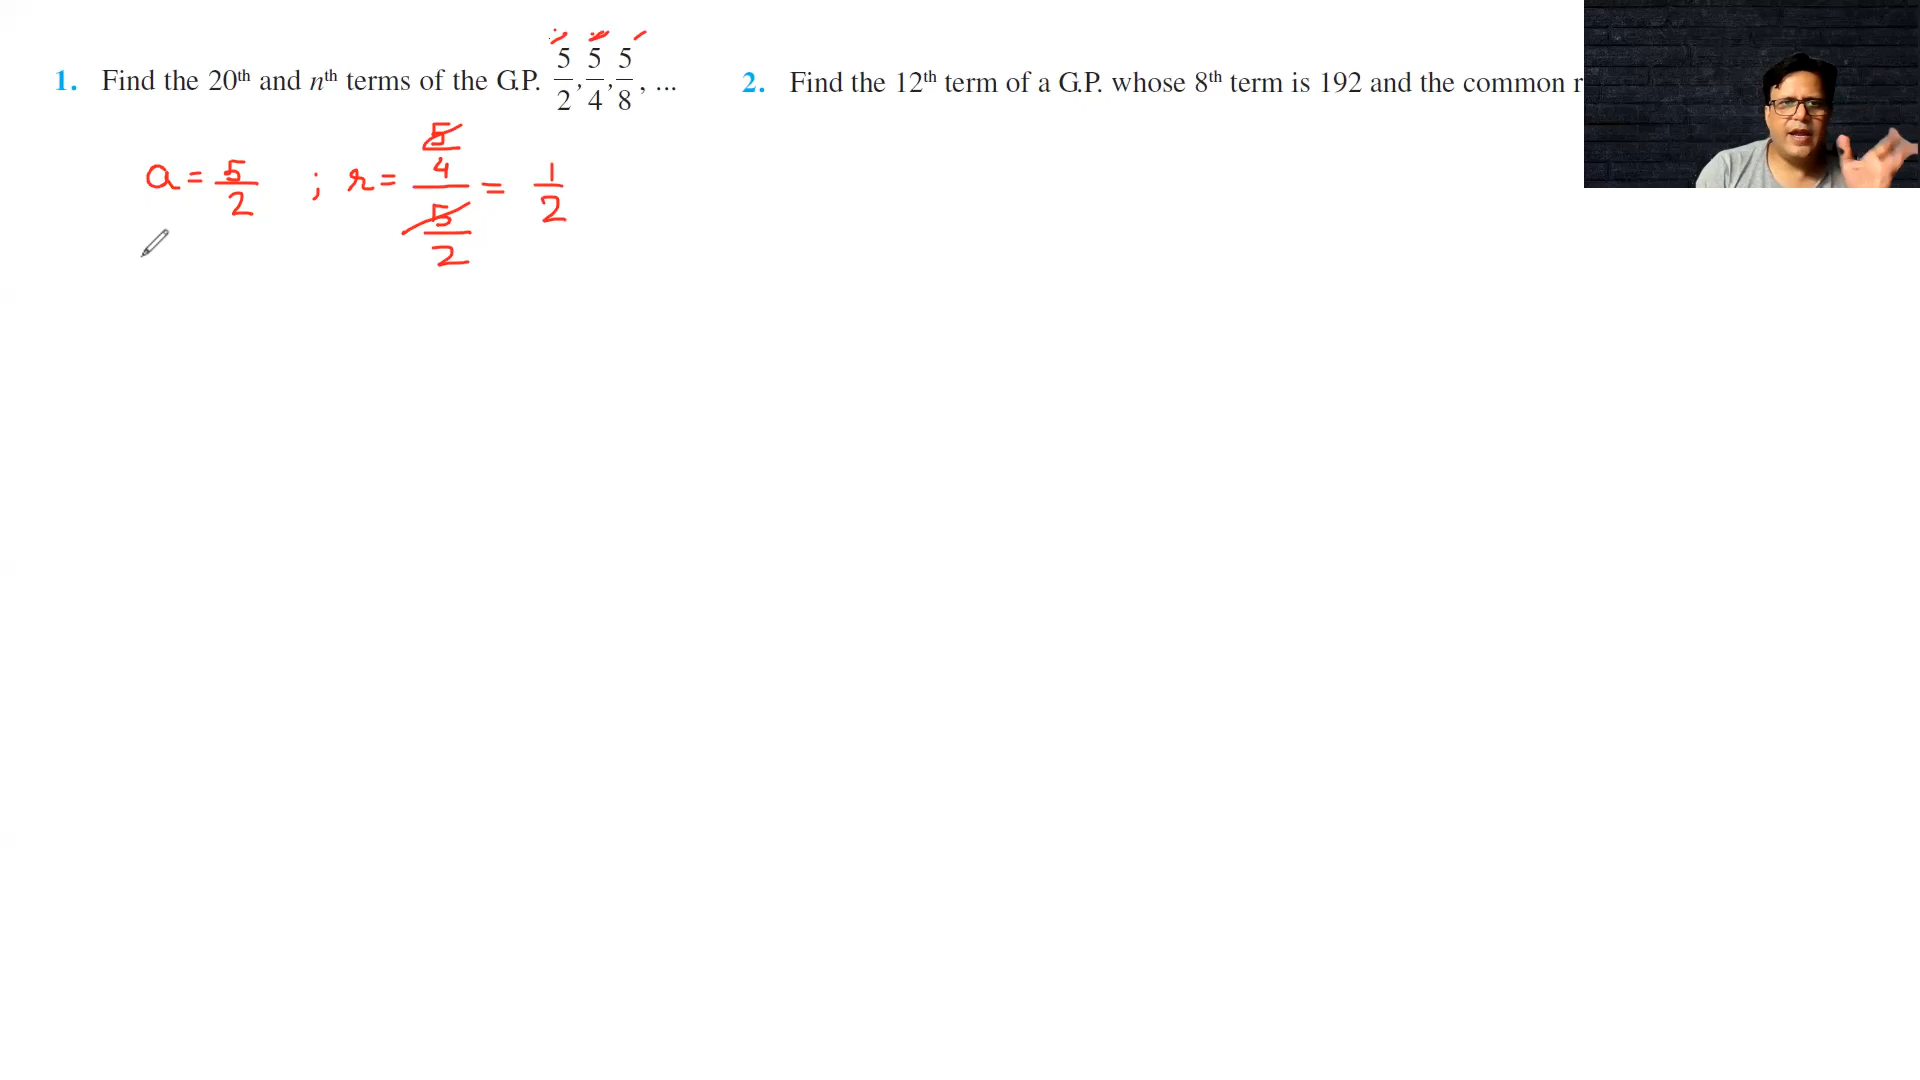 1. Find the 20th and nth terms of the G.P. 5/2, 5/4, 5/8, ...
a = 5/2 ; r = (5/4)/(5/2) = 1/2
2. Find the 12th term of a G.P. whose 8th term is 192 and the common r